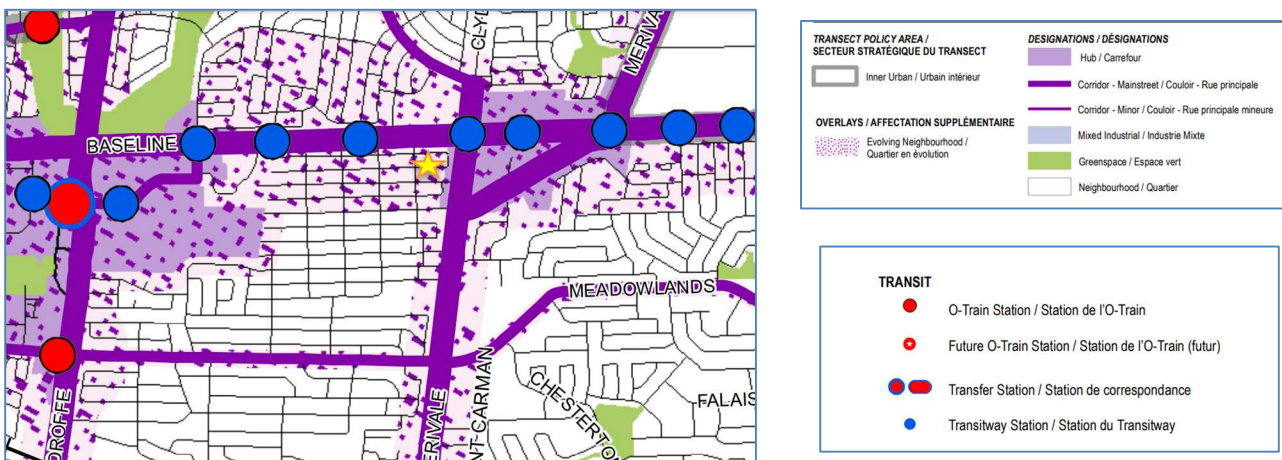 CLYD
MERIVA
BASELINE
MEADOWLANDS
OROFFE
ERIVALE
NT-CARMAN
CHESTERTO
FALAIS
TRANSECT POLICY AREA /
SECTEUR STRATÉGIQUE DU TRANSECT
Inner Urban / Urbain intérieur
OVERLAYS / AFFECTATION SUPPLÉMENTAIRE
Evolving Neighbourhood /
Quartier en évolution
DESIGNATIONS / DÉSIGNATIONS
Hub / Carrefour
Corridor - Mainstreet / Couloir - Rue principale
Corridor - Minor / Couloir - Rue principale mineure
Mixed Industrial / Industrie Mixte
Greenspace / Espace vert
Neighbourhood / Quartier
TRANSIT
O-Train Station / Station de l'O-Train
Future O-Train Station / Station de l'O-Train (futur)
Transfer Station / Station de correspondance
Transitway Station / Station du Transitway